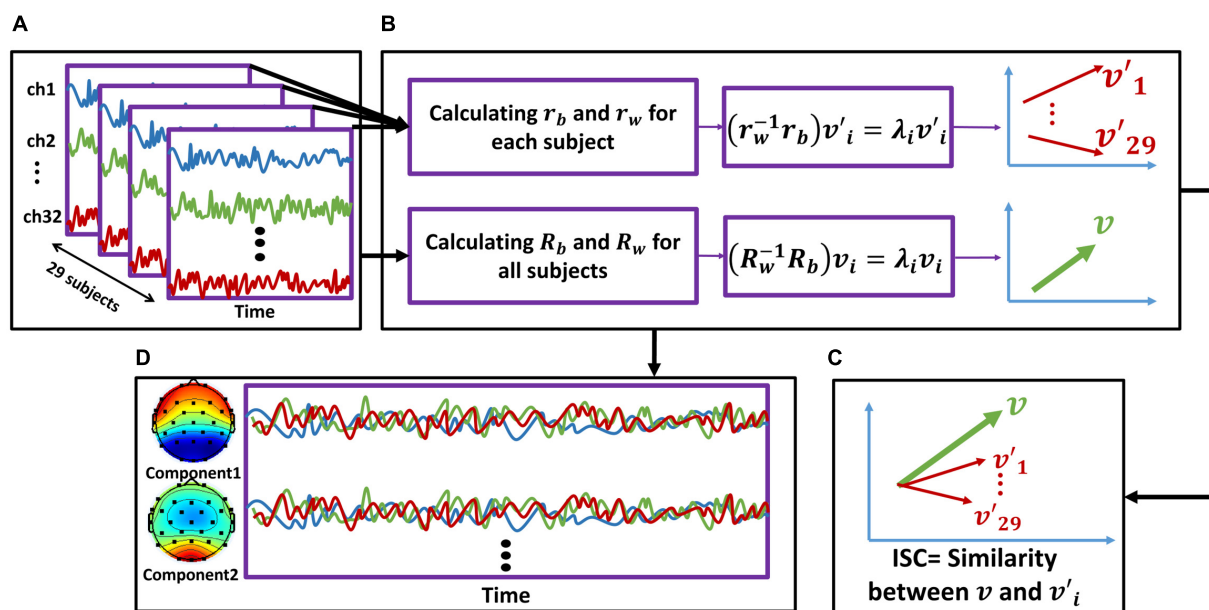 A
ch1
ch2
ch32
29 subjects
Time
B
Calculating r_b and r_w for
each subject
(r_w^{-1} r_b)v'_i = λ_i v'_i
v'_1
v'_29
Calculating R_b and R_w for
all subjects
(R_w^{-1} R_b)v_i = λ_i v_i
v
D
Component1
Component2
Time
C
v
v'_1
v'_29
ISC= Similarity
between v and v'_i